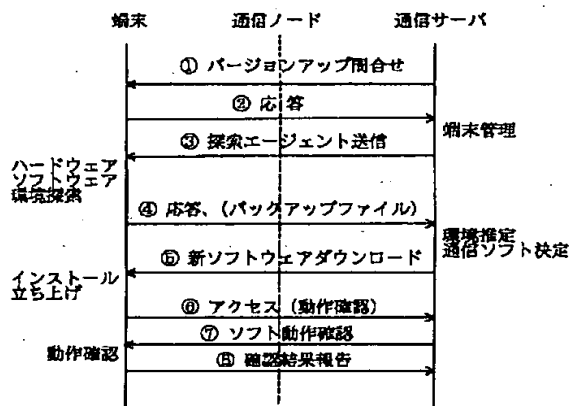 端末 通信ノード 通信サーバ
① バージョンアップ問合せ
② 応答
端末管理
③ 探索エージェント送信
ハードウェア
ソフトウェア
環境探索
④ 応答、(バックアップファイル)
環境推定
通信ソフト決定
⑤ 新ソフトウェアダウンロード
インストール
立ち上げ
⑥ アクセス (動作確認)
⑦ ソフト動作確認
動作確認
⑧ 確認結果報告